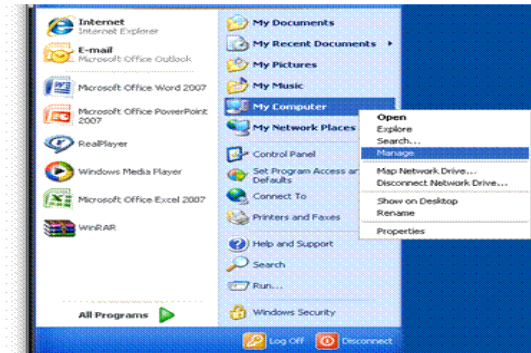 Internet
Internet Explorer
E-mail
Microsoft Office Outlook
Microsoft Office Word 2007
Microsoft Office PowerPoint
2007
RealPlayer
Windows Media Player
Microsoft Office Excel 2007
WinRAR
All Programs
My Documents
My Recent Documents
My Pictures
My Music
My Computer
My Network Places
Control Panel
Set Program Access an
Defaults
Connect To
Printers and Faxes
Help and Support
Search
Run...
Windows Security
Open
Explore
Search...
Manage
Map Network Drive...
Disconnect Network Drive...
Show on Desktop
Rename
Properties
Log Off
Disconnect